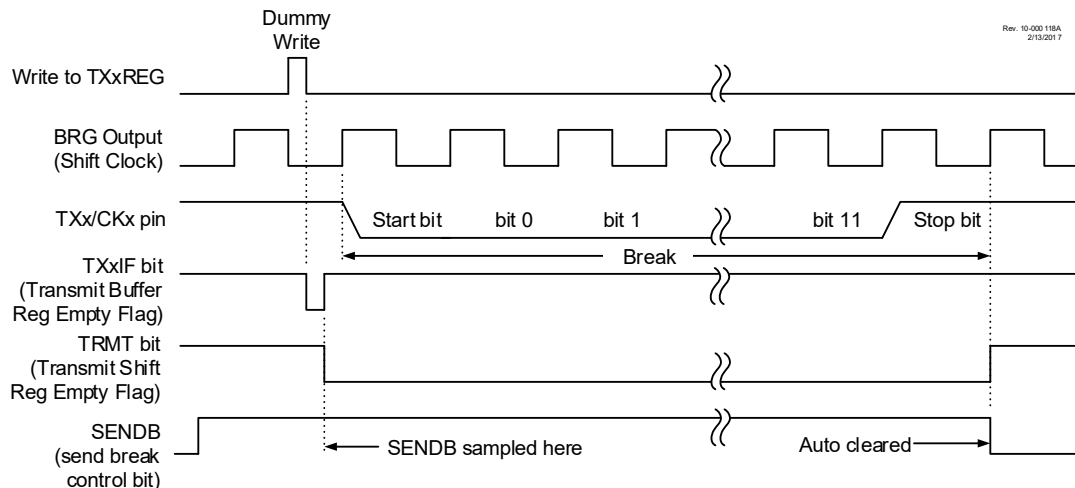 Dummy
Write
Rev. 10-000 118A
2/13/201 7
Write to TXxREG
BRG Output
(Shift Clock)
TXx/CKx pin
Start bit
bit 0
bit 1
bit 11
Stop bit
Break
TXxIF bit
(Transmit Buffer
Reg Empty Flag)
TRMT bit
(Transmit Shift
Reg Empty Flag)
SENDB
(send break
control bit)
SENDB sampled here
Auto cleared